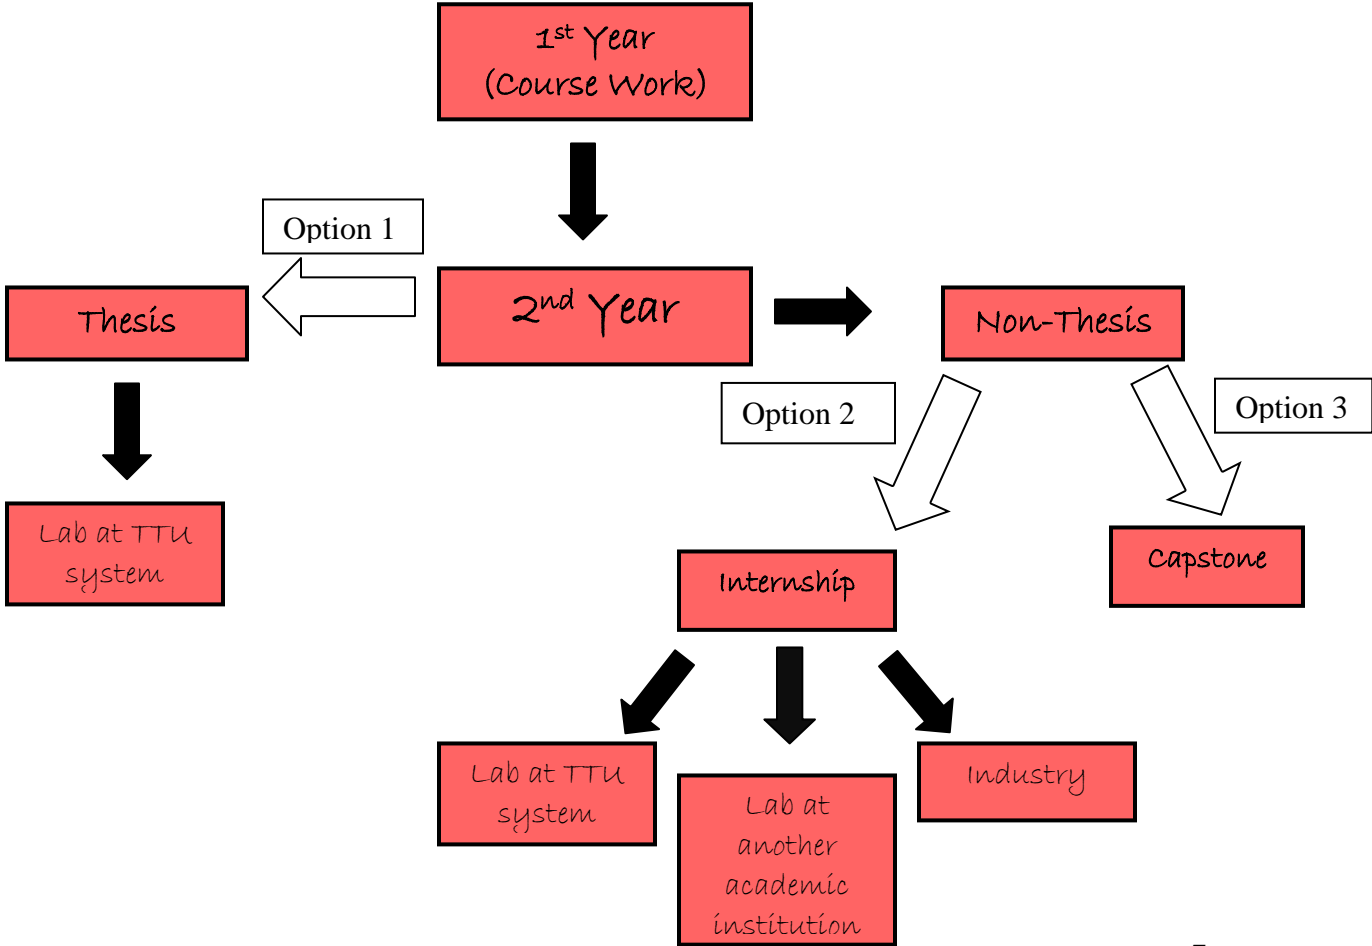 1st Year
(Course Work)
Option 1
2nd Year
Thesis
Non-Thesis
Option 2
Option 3
Lab at TTU
system
Capstone
Internship
Lab at TTU
system
Lab at
another
academic
institution
Industry